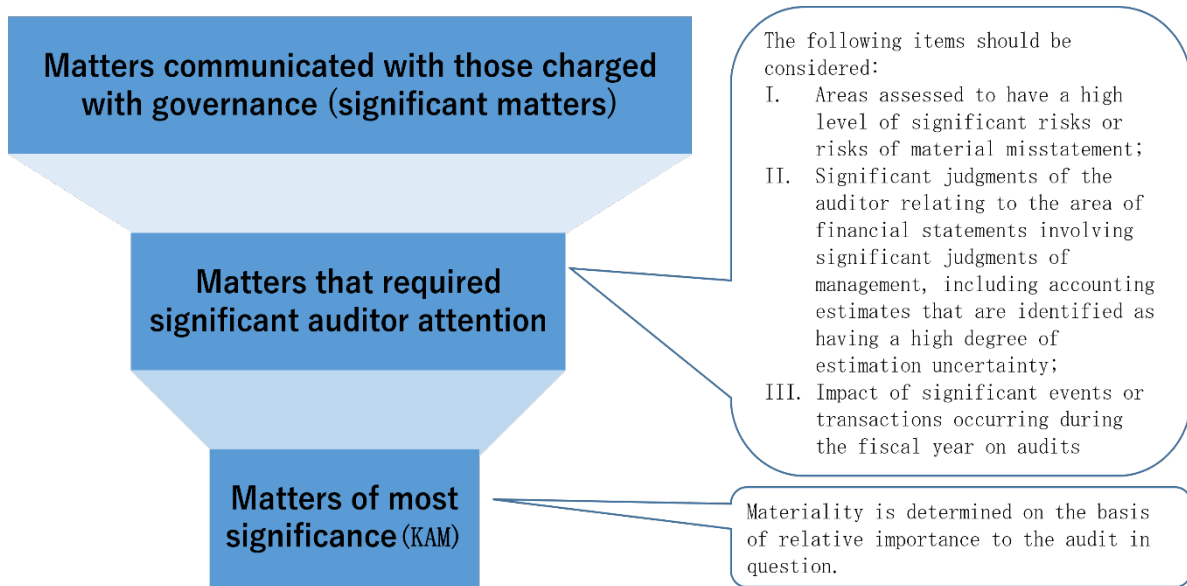 Matters communicated with those charged
with governance (significant matters)
Matters that required
significant auditor attention
Matters of most
significance (KAM)
The following items should be
considered:
I. Areas assessed to have a high
level of significant risks or
risks of material misstatement;
II. Significant judgments of the
auditor relating to the area of
financial statements involving
significant judgments of
management, including accounting
estimates that are identified as
having a high degree of
estimation uncertainty;
III. Impact of significant events or
transactions occurring during
the fiscal year on audits
Materiality is determined on the basis
of relative importance to the audit in
question.